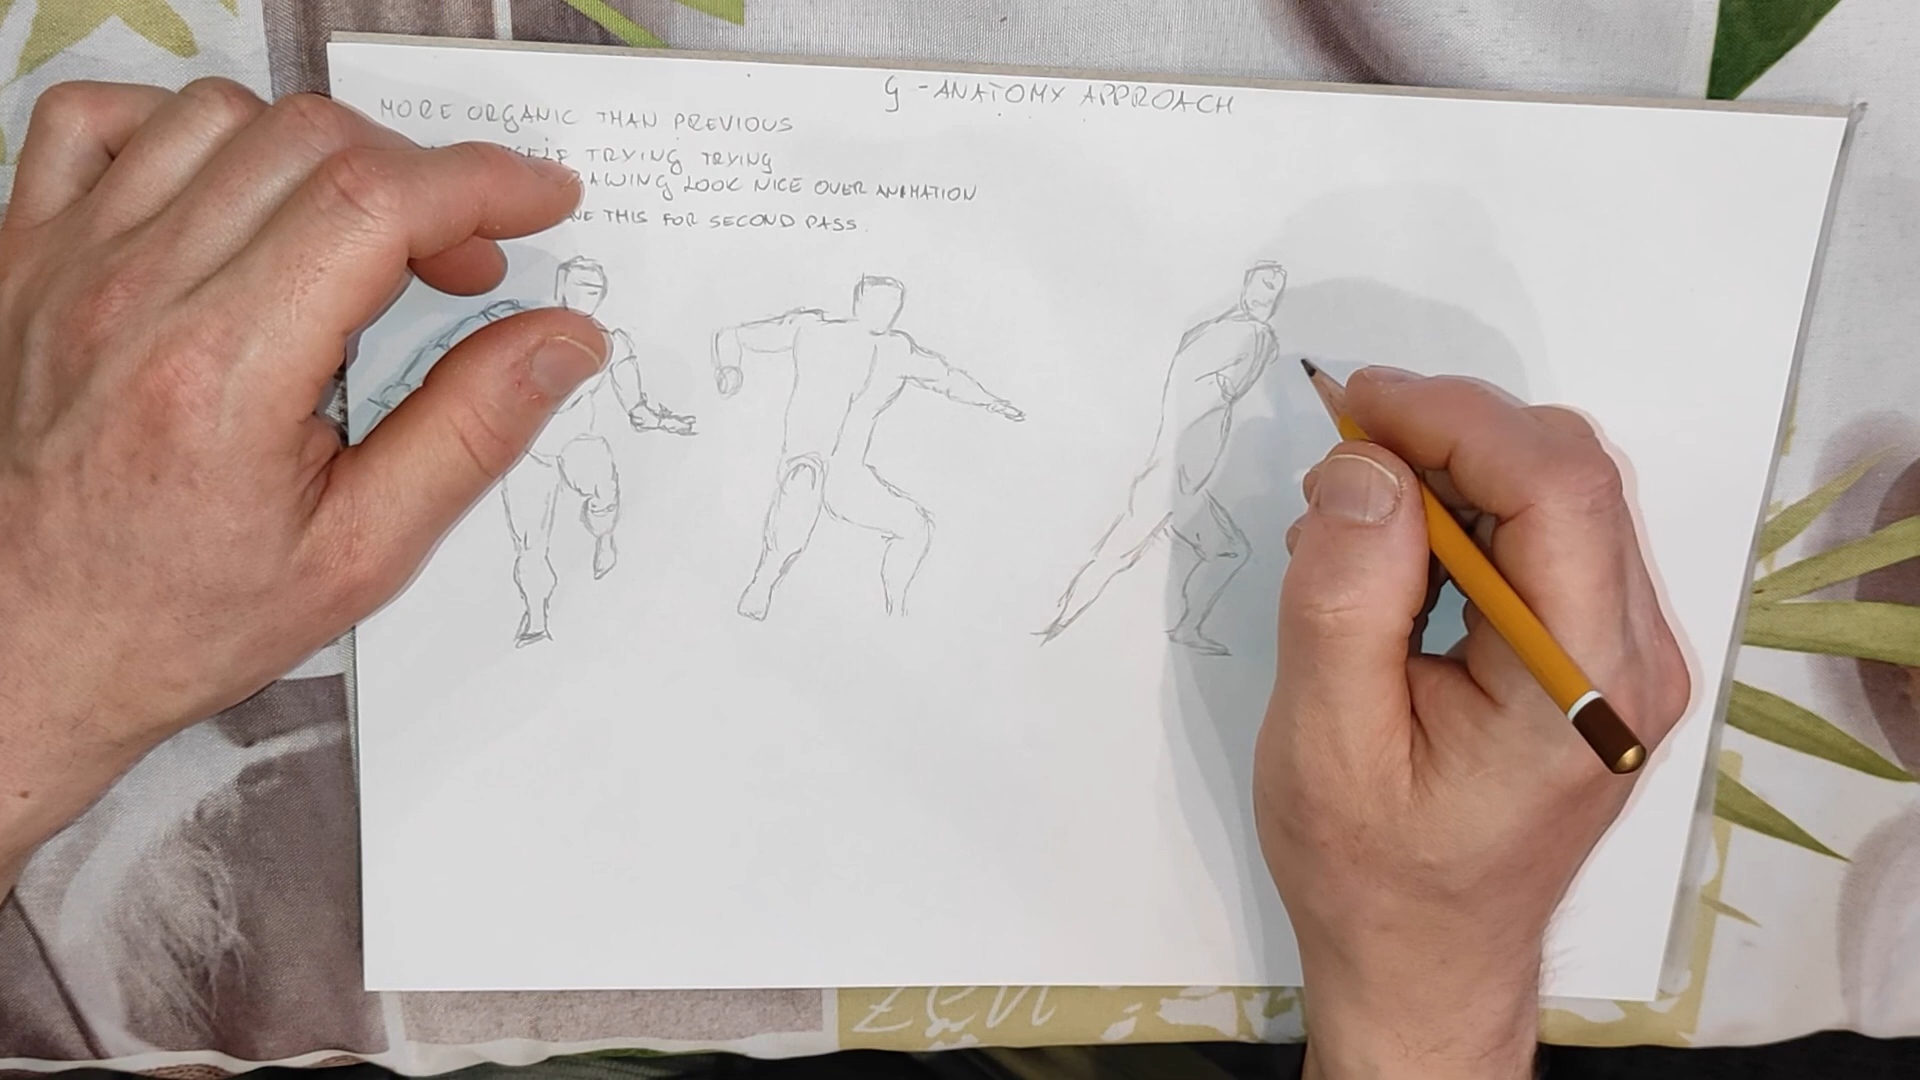 9 - ANATOMY APPROACH
MORE ORGANIC THAN PREVIOUS
TRYING TRYING
LOOK NICE OVER ANIMATION
THIS FOR SECOND PASS.
zen